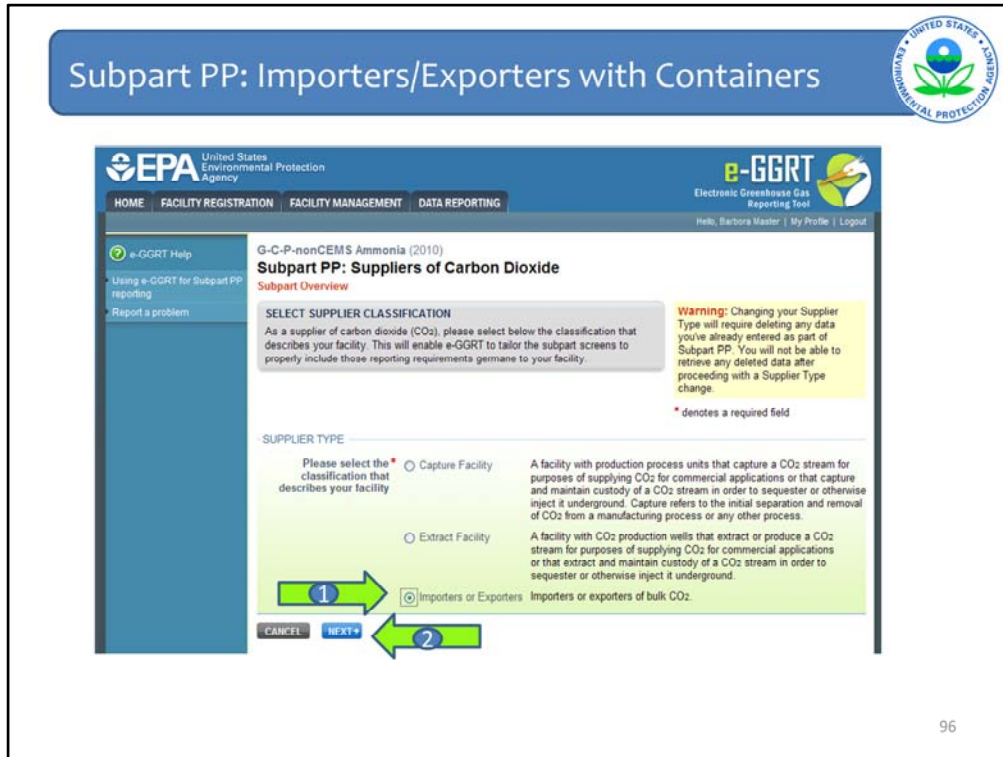 Subpart PP: Importers/Exporters with Containers
UNITED STATES
ENVIRONMENTAL PROTECTION AGENCY
EPA
United States
Environmental Protection
Agency
e-GGRT
Electronic Greenhouse Gas
Reporting Tool
HOME FACILITY REGISTRATION FACILITY MANAGEMENT DATA REPORTING
Hello, Barbora Master | My Profile | Logout
? e-GGRT Help
Using e-GGRT for Subpart PP
reporting
Report a problem
G-C-P-nonCEMS Ammonia (2010)
Subpart PP: Suppliers of Carbon Dioxide
Subpart Overview
SELECT SUPPLIER CLASSIFICATION
As a supplier of carbon dioxide (CO₂), please select below the classification that
describes your facility. This will enable e-GGRT to tailor the subpart screens to
properly include those reporting requirements germane to your facility.
Warning: Changing your Supplier
Type will require deleting any data
you've already entered as part of
Subpart PP. You will not be able to
retrieve any deleted data after
proceeding with a Supplier Type
change.
* denotes a required field
SUPPLIER TYPE
Please select the *
classification that
describes your facility
Capture Facility
A facility with production process units that capture a CO₂ stream for
purposes of supplying CO₂ for commercial applications or that capture
and maintain custody of a CO₂ stream in order to sequester or otherwise
inject it underground. Capture refers to the initial separation and removal
of CO₂ from a manufacturing process or any other process.
Extract Facility
A facility with CO₂ production wells that extract or produce a CO₂
stream for purposes of supplying CO₂ for commercial applications
or that extract and maintain custody of a CO₂ stream in order to
sequester or otherwise inject it underground.
1
Importers or Exporters
Importers or exporters of bulk CO₂.
CANCEL NEXT
2
96